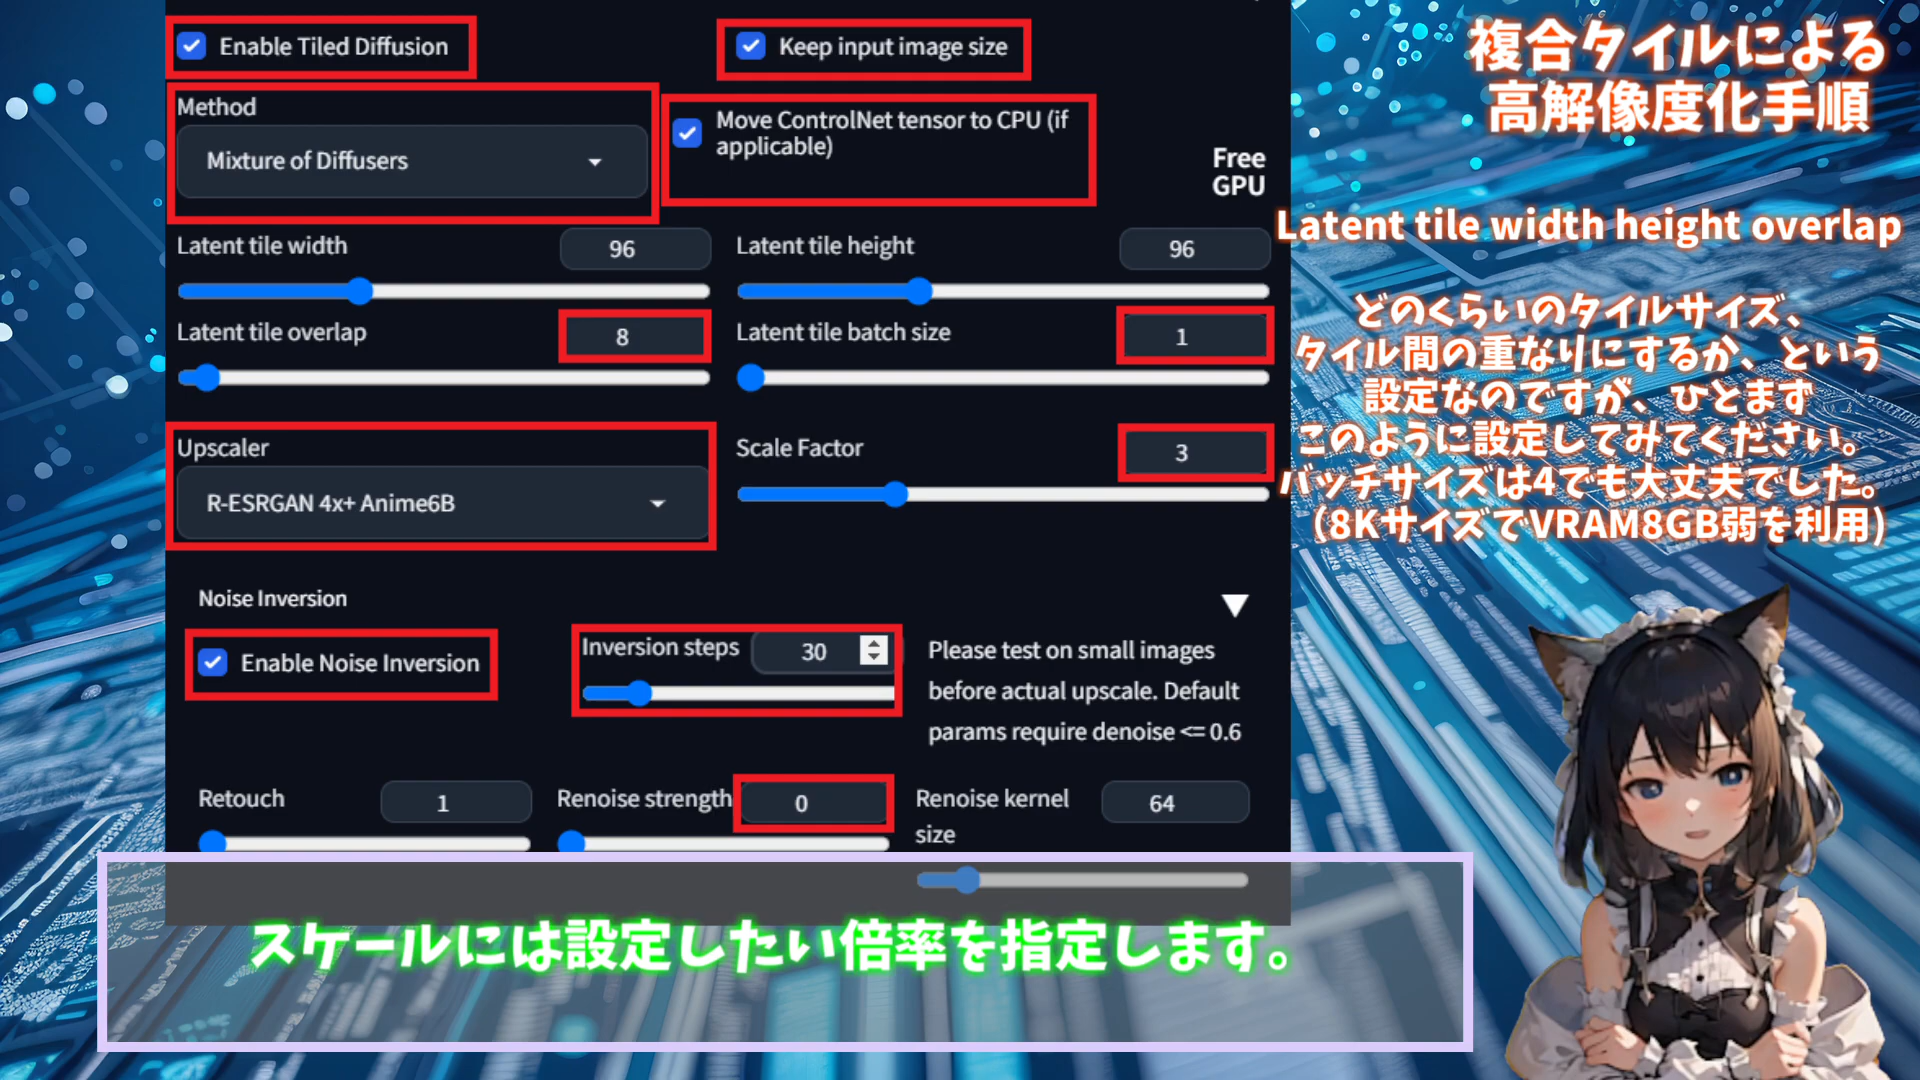 Enable Tiled Diffusion
Keep input image size
Method
Mixture of Diffusers
Move ControlNet tensor to CPU (if
applicable)
Free
GPU
Latent tile width
96
Latent tile height
96
Latent tile overlap
8
Latent tile batch size
1
Upscaler
R-ESRGAN 4x+ Anime6B
Scale Factor
3
Noise Inversion
Enable Noise Inversion
Inversion steps
30
Please test on small images
before actual upscale. Default
params require denoise <= 0.6
Retouch
1
Renoise strength
0
Renoise kernel
size
64
複合タイルによる
高解像度化手順
Latent tile width height overlap
どのくらいのタイルサイズ、
タイル間の重なりにするか、という
設定なのですが、ひとまず
このように設定してみてください。
バッチサイズは4でも大丈夫でした。
(8KサイズでVRAM8GB弱を利用)
スケールには設定したい倍率を指定します。